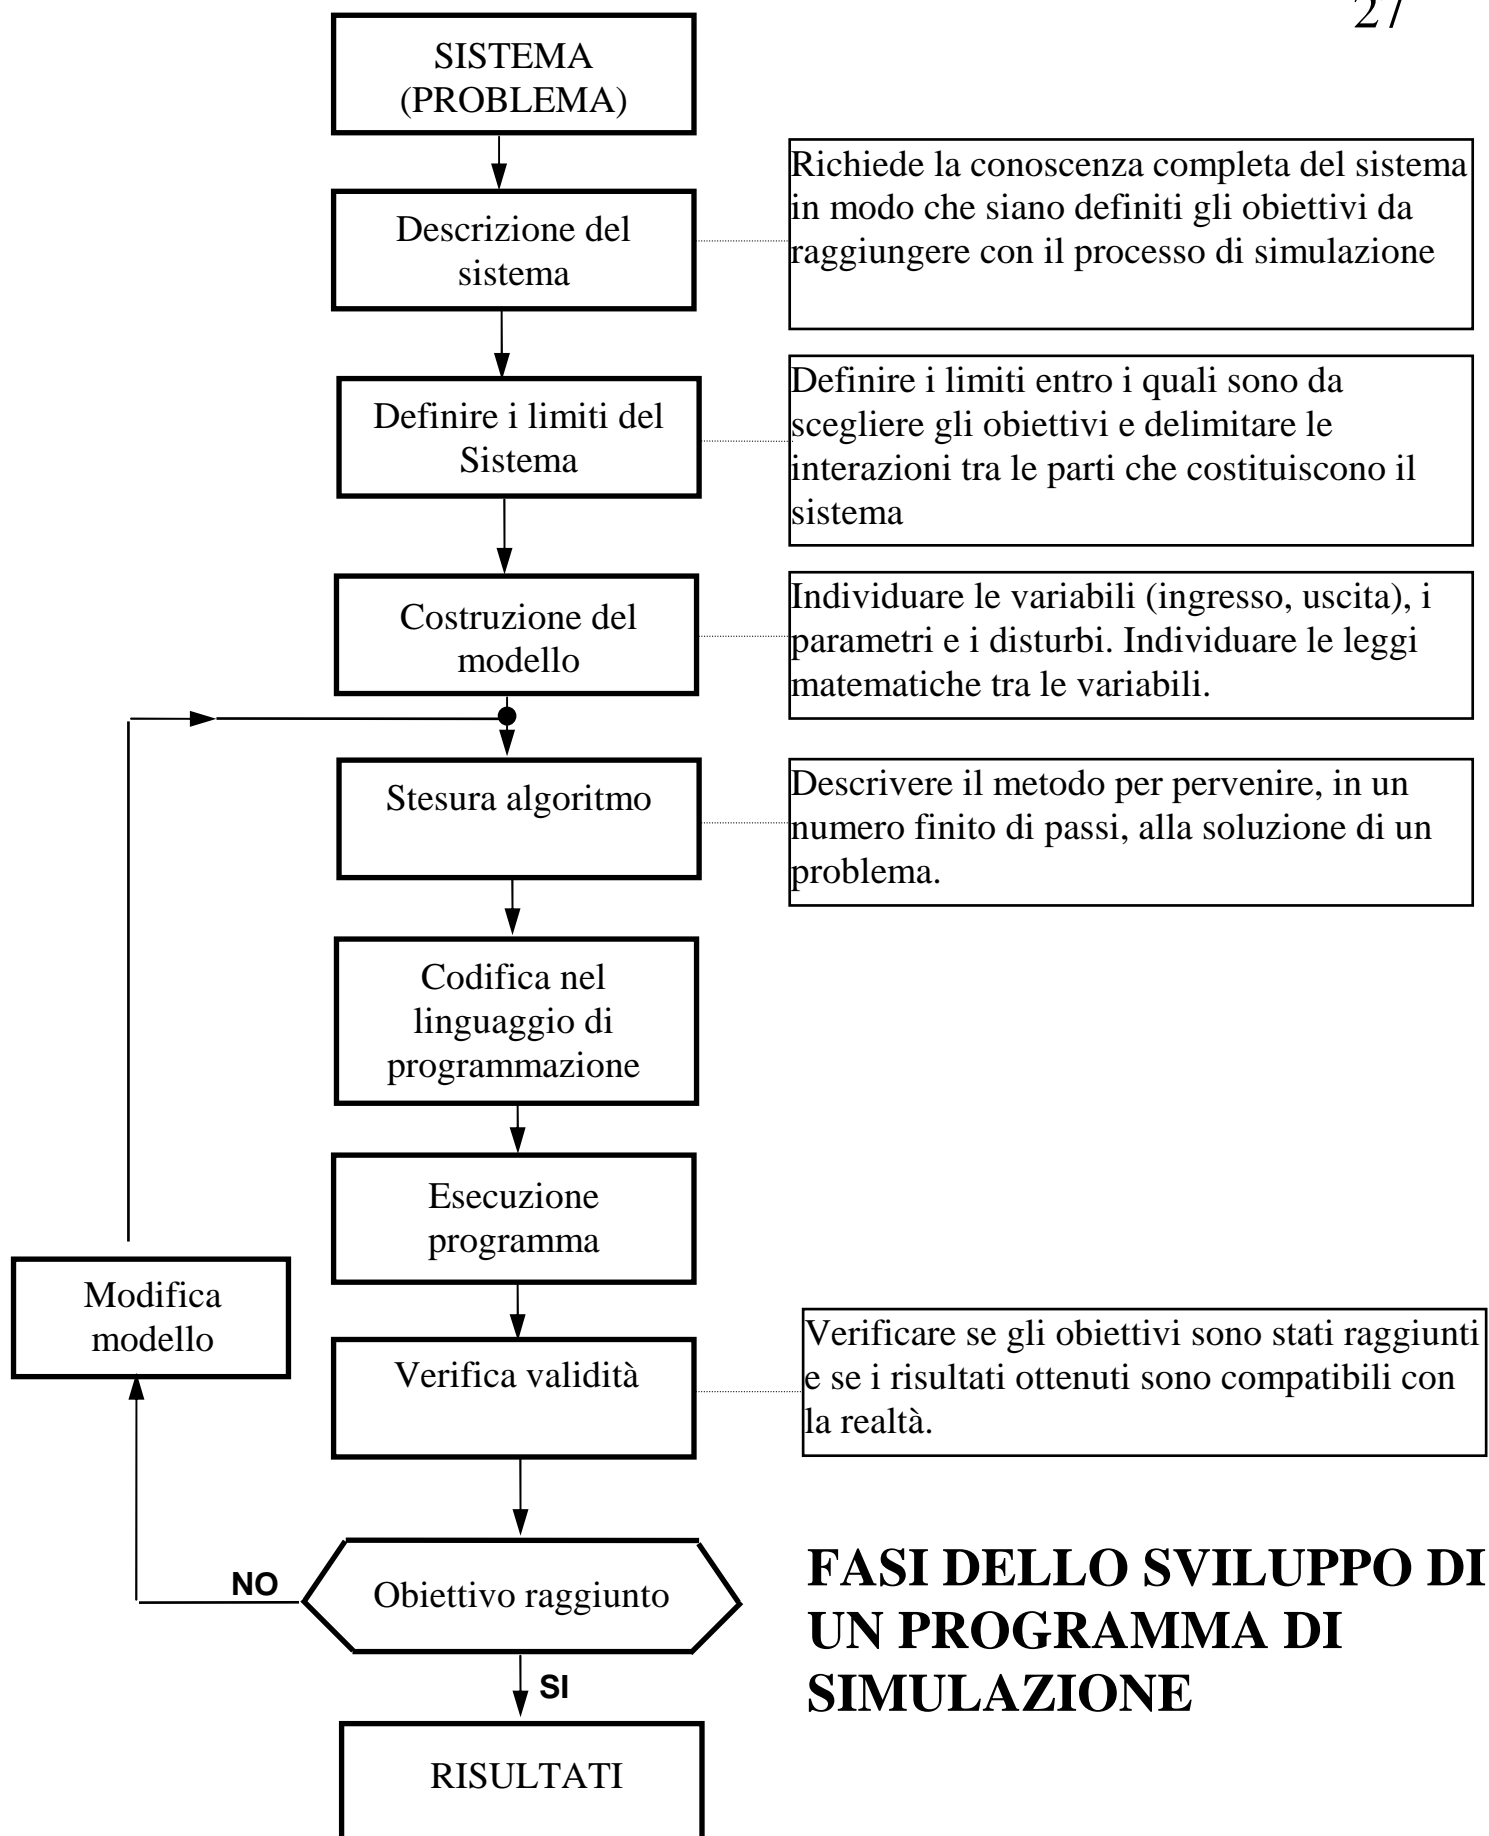 27
SISTEMA
(PROBLEMA)
Descrizione del
sistema
Richiede la conoscenza completa del sistema
in modo che siano definiti gli obiettivi da
raggiungere con il processo di simulazione
Definire i limiti del
Sistema
Definire i limiti entro i quali sono da
scegliere gli obiettivi e delimitare le
interazioni tra le parti che costituiscono il
sistema
Costruzione del
modello
Individuare le variabili (ingresso, uscita), i
parametri e i disturbi. Individuare le leggi
matematiche tra le variabili.
Stesura algoritmo
Descrivere il metodo per pervenire, in un
numero finito di passi, alla soluzione di un
problema.
Codifica nel
linguaggio di
programmazione
Esecuzione
programma
Modifica
modello
Verifica validità
Verificare se gli obiettivi sono stati raggiunti
e se i risultati ottenuti sono compatibili con
la realtà.
NO
Obiettivo raggiunto
SI
RISULTATI
FASI DELLO SVILUPPO DI
UN PROGRAMMA DI
SIMULAZIONE